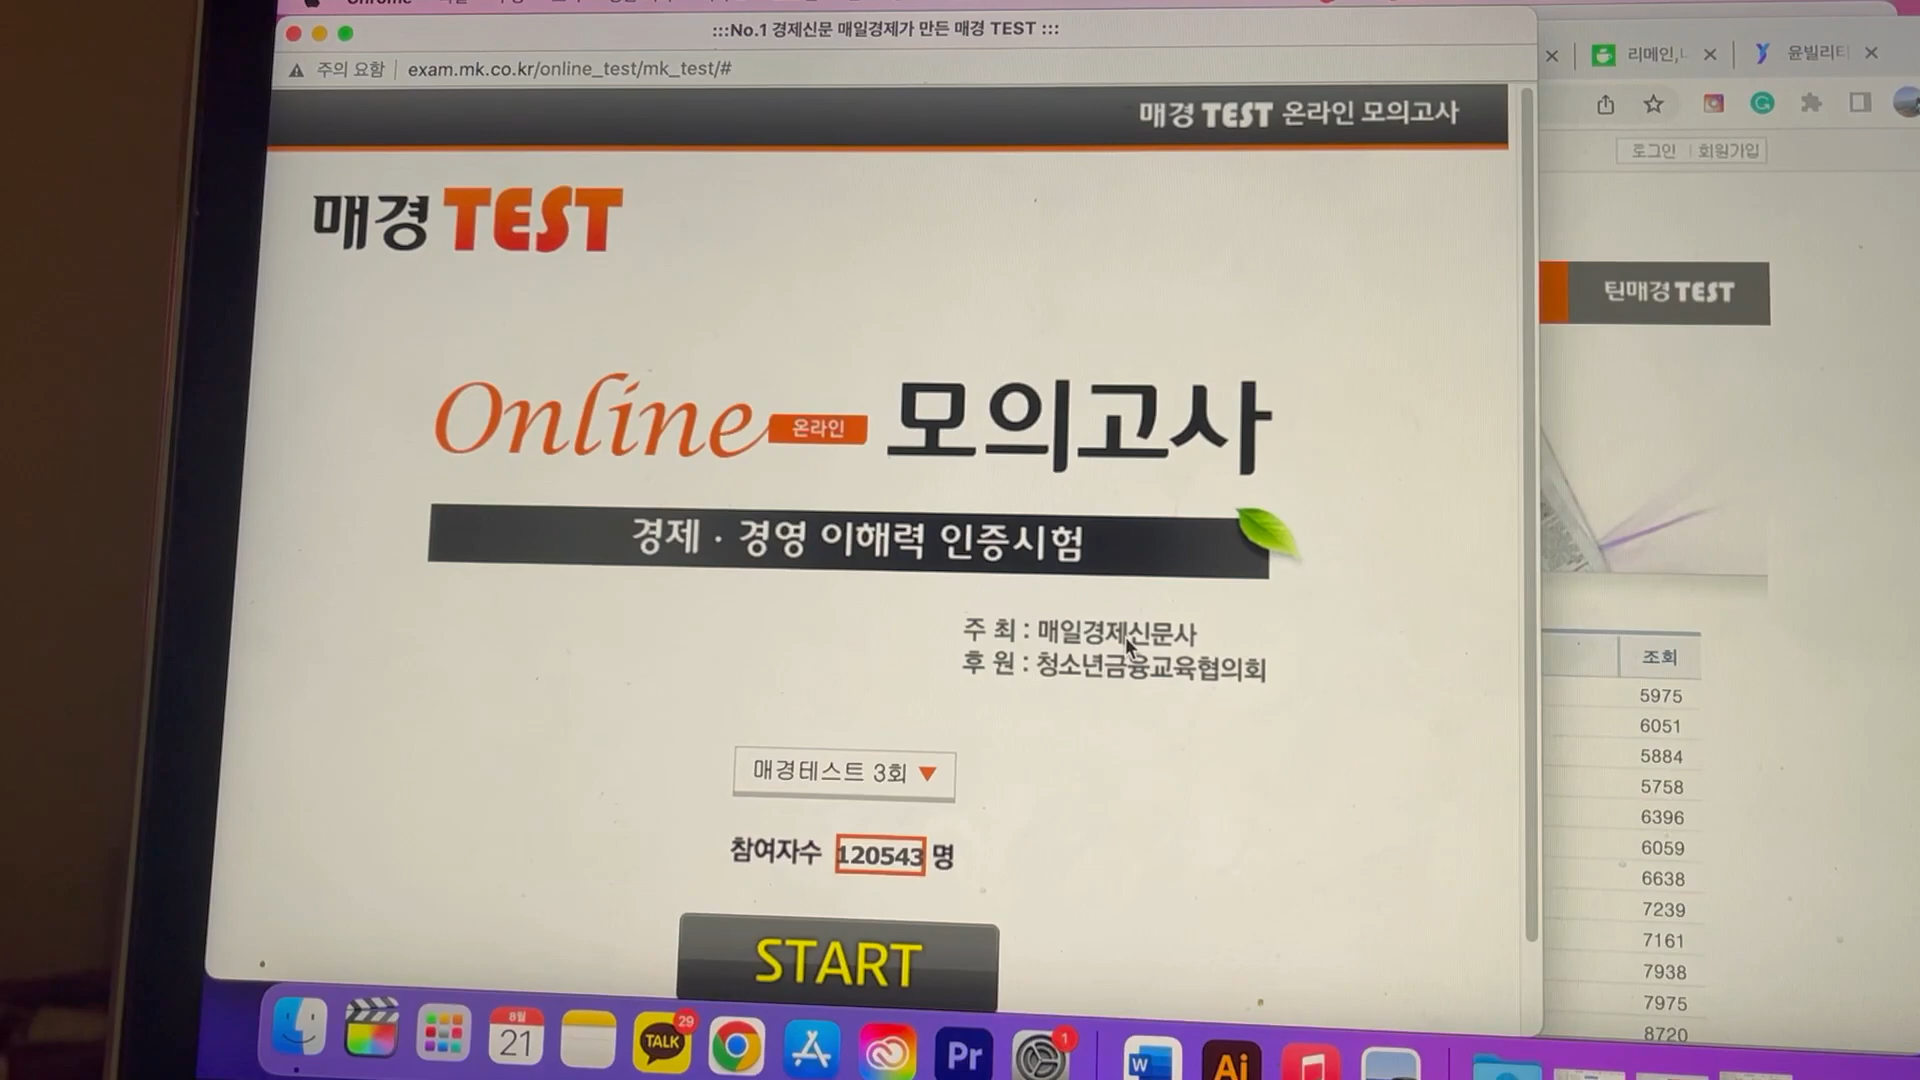 :::No.1 경제신문 매일경제가 만든 매경 TEST :::
주의 요함 exam.mk.co.kr/online_test/mk_test/#
매경 TEST 온라인 모의고사
매경 TEST
Online 온라인 모의고사
경제 · 경영 이해력 인증시험
주 최 : 매일경제신문사
후 원 : 청소년금융교육협의회
매경테스트 3회
참여자수 120543 명
START
리메인,
윤빌리티
로그인 회원가입
틴매경 TEST
조회
5975
6051
5884
5758
6396
6059
6638
7239
7161
7938
7975
8720
8월
21
TALK
29
Pr
1
W
Ai